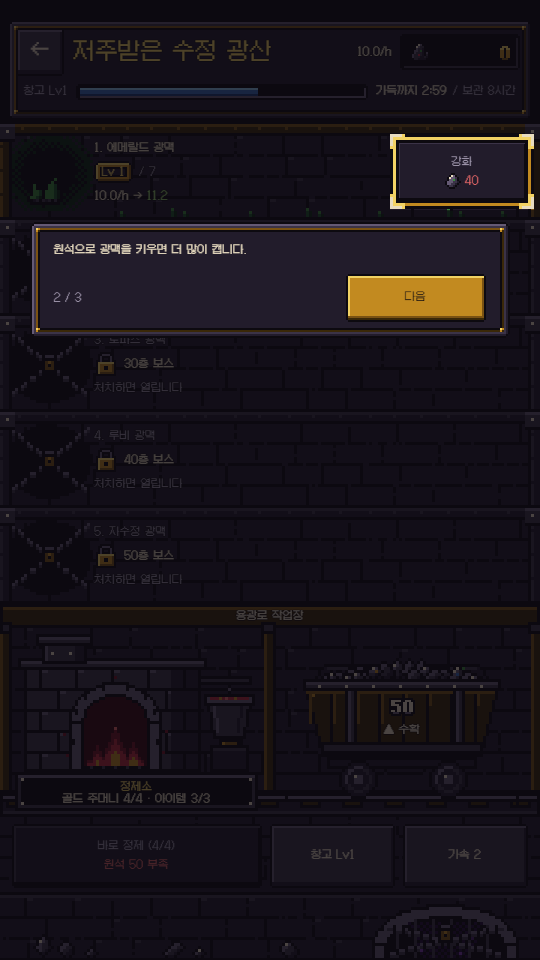 저주받은 수정 광산
10.0/h
0
창고 Lv1
가득까지 2:59 / 보관 8시간
1. 에메랄드 광맥
Lv 1 / 7
10.0/h → 11.2
강화
40
원석으로 광맥을 키우면 더 많이 캡니다.
2 / 3
다음
3. 토파즈 광맥
30층 보스
처치하면 열립니다
4. 루비 광맥
40층 보스
처치하면 열립니다
5. 자수정 광맥
50층 보스
처치하면 열립니다
용광로 작업장
50
▲ 수확
정제소
골드 주머니 4/4 · 아이템 3/3
바로 정제 (4/4)
원석 50 부족
창고 Lv1
가속 2